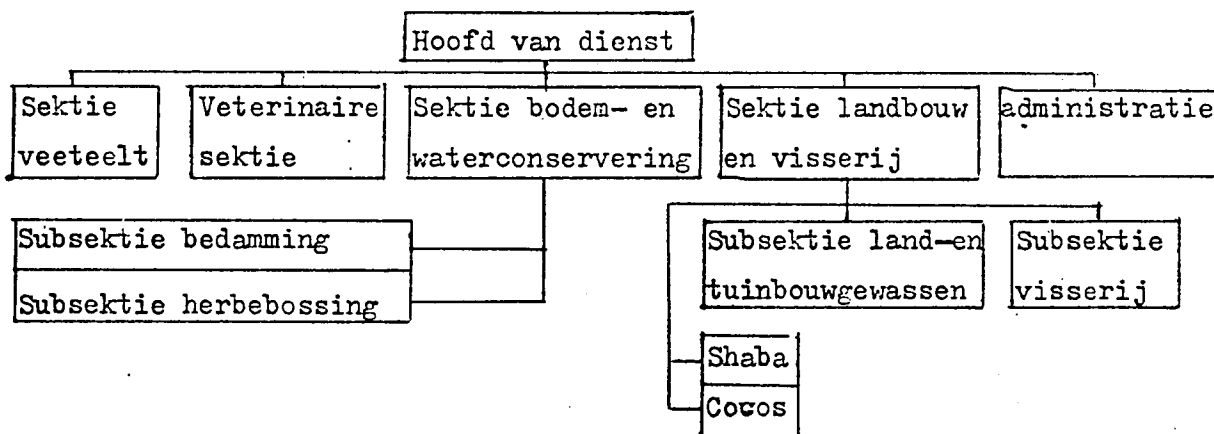 Hoofd van dienst
Sektie
veeteelt
Veterinaire
sektie
Sektie bodem- en
waterconservering
Sektie landbouw
en visserij
administratie
Subsektie bedamming
Subsektie herbebossing
Subsektie land-en
tuinbouwgewassen
Subsektie
visserij
Shaba
Cocos